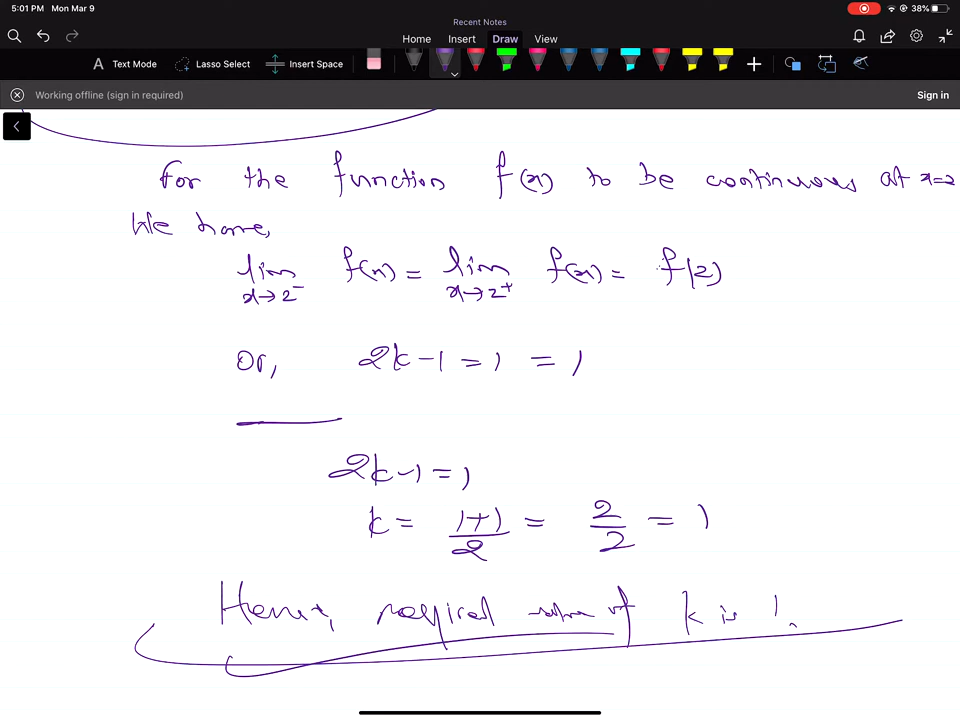 5:01 PM Mon Mar 9
38%
Recent Notes
Home Insert Draw View
Text Mode Lasso Select Insert Space
Working offline (sign in required) Sign in
For the function f(x) to be continuous at x=2
We have,
lim x→2⁻ f(x) = lim x→2⁺ f(x) = f(2)
Or, 2k-1 = 1 = 1
2k-1 = 1
k = 1+1/2 = 2/2 = 1
Hence, required value of k is 1.